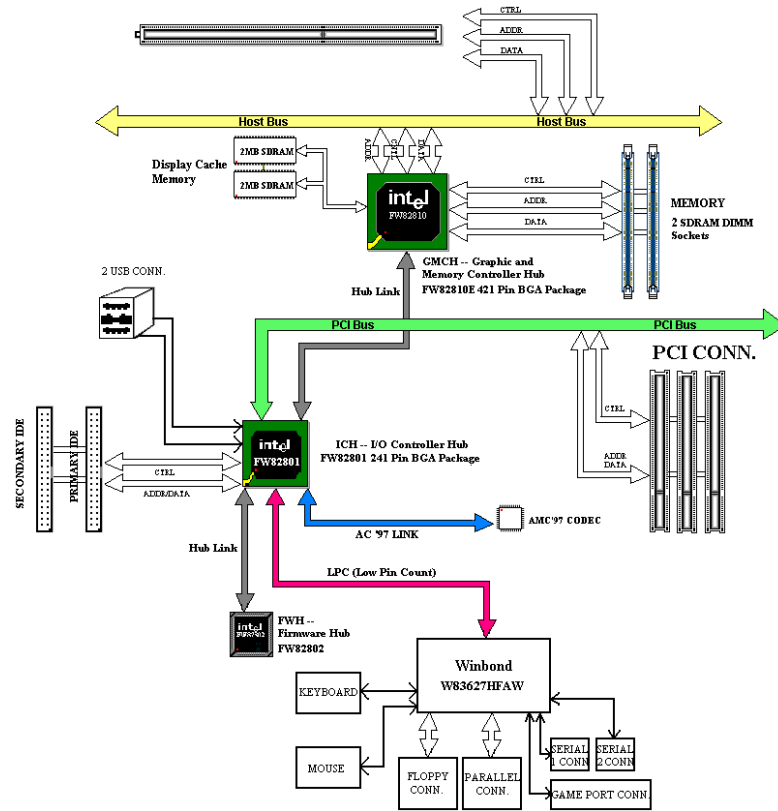 CTRL
ADDR
DATA
Host Bus
Host Bus
ADDR
CNTL
DATA
Display Cache
Memory
2MB SDRAM
2MB SDRAM
intel
FW82810
CTRL
ADDR
DATA
MEMORY
2 SDRAM DIMM
Sockets
GMCH -- Graphic and
Memory Controller Hub
FW82810E 421 Pin BGA Package
Hub Link
2 USB CONN.
PCI Bus
PCI Bus
PCI CONN.
CTRL
ADDR
DATA
SECONDARY IDE
PRIMARY IDE
CTRL
ADDR/DATA
intel
FW82801
ICH -- I/O Controller Hub
FW82801 241 Pin BGA Package
AC '97 LINK
AMC'97 CODEC
Hub Link
LPC (Low Pin Count)
intel
FW82802
FWH --
Firmware Hub
FW82802
Winbond
W83627HFAW
KEYBOARD
MOUSE
FLOPPY
CONN.
PARALLEL
CONN.
SERIAL
1 CONN
SERIAL
2 CONN
GAME PORT CONN.